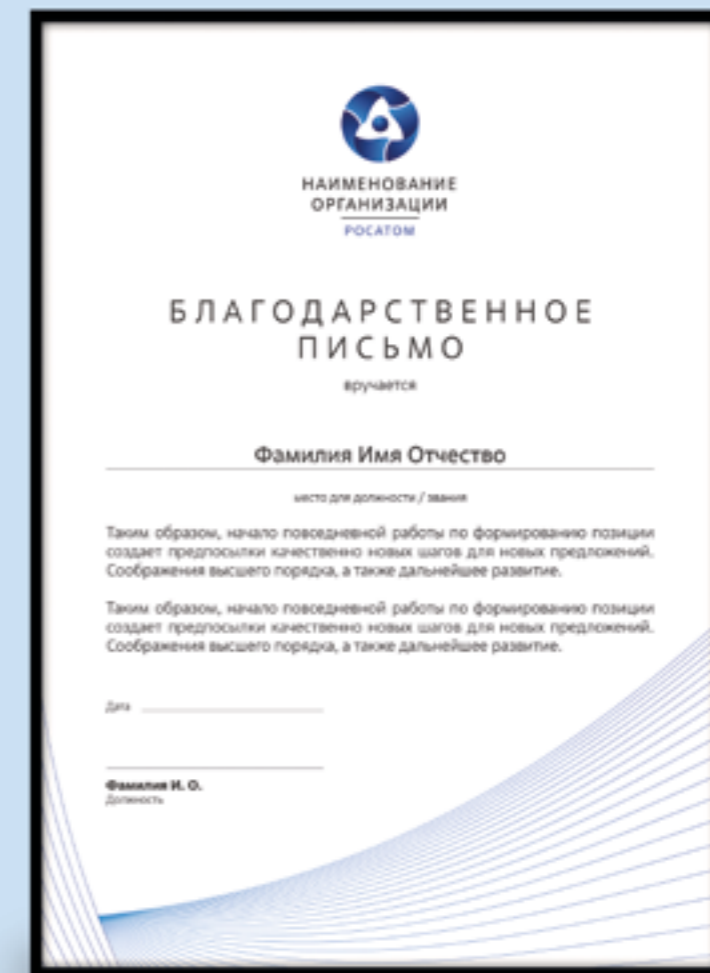 НАИМЕНОВАНИЕ
ОРГАНИЗАЦИИ
РОСАТОМ
БЛАГОДАРСТВЕННОЕ
ПИСЬМО
вручается
Фамилия Имя Отчество
место для должности / звания
Таким образом, начало повседневной работы по формированию позиции
создает предпосылки качественно новых шагов для новых предложений.
Соображения высшего порядка, а также дальнейшее развитие.
Таким образом, начало повседневной работы по формированию позиции
создает предпосылки качественно новых шагов для новых предложений.
Соображения высшего порядка, а также дальнейшее развитие.
Дата
Фамилия И. О.
Должность